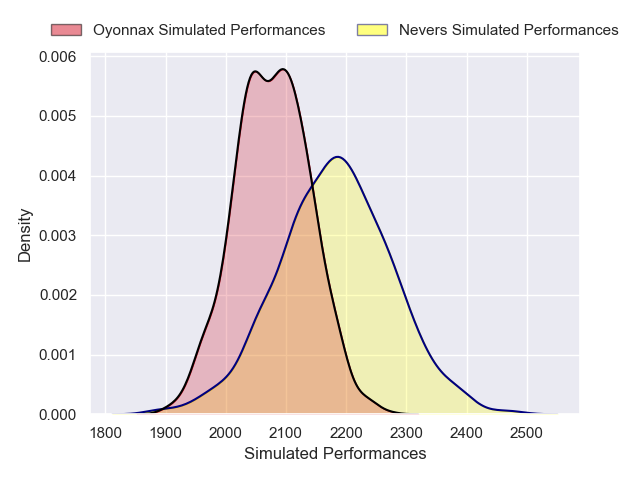 Oyonnax Simulated Performances Nevers Simulated Performances
0.006
0.005
0.004
0.003
0.002
0.001
0.000
Density
1800 1900 2000 2100 2200 2300 2400 2500
Simulated Performances